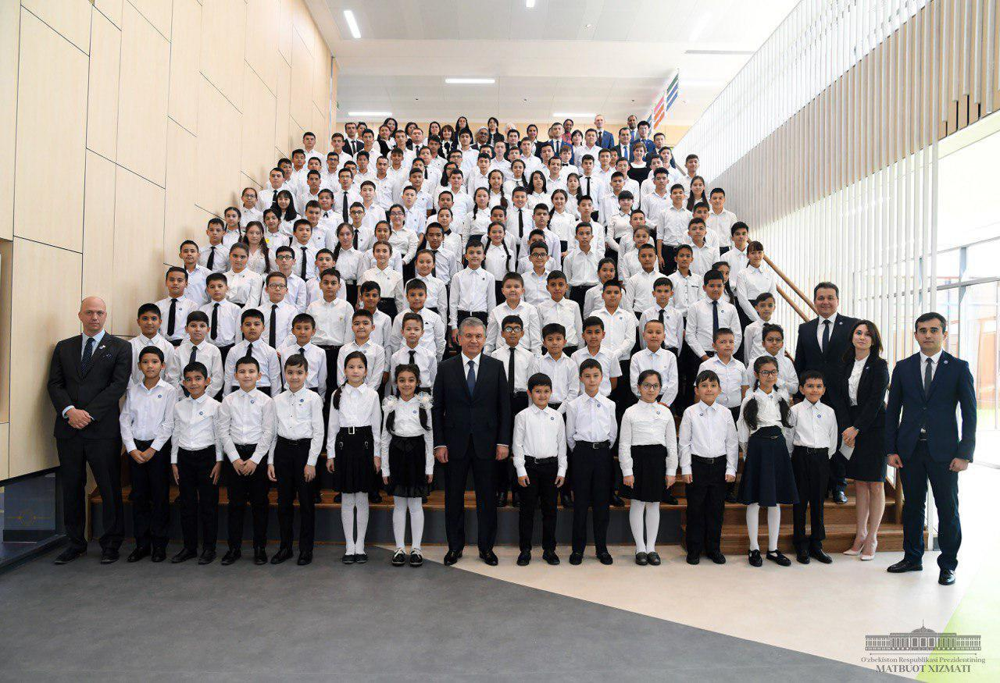 O'zbekiston Respublikasi Prezidentining
MATBUOT XIZMATI